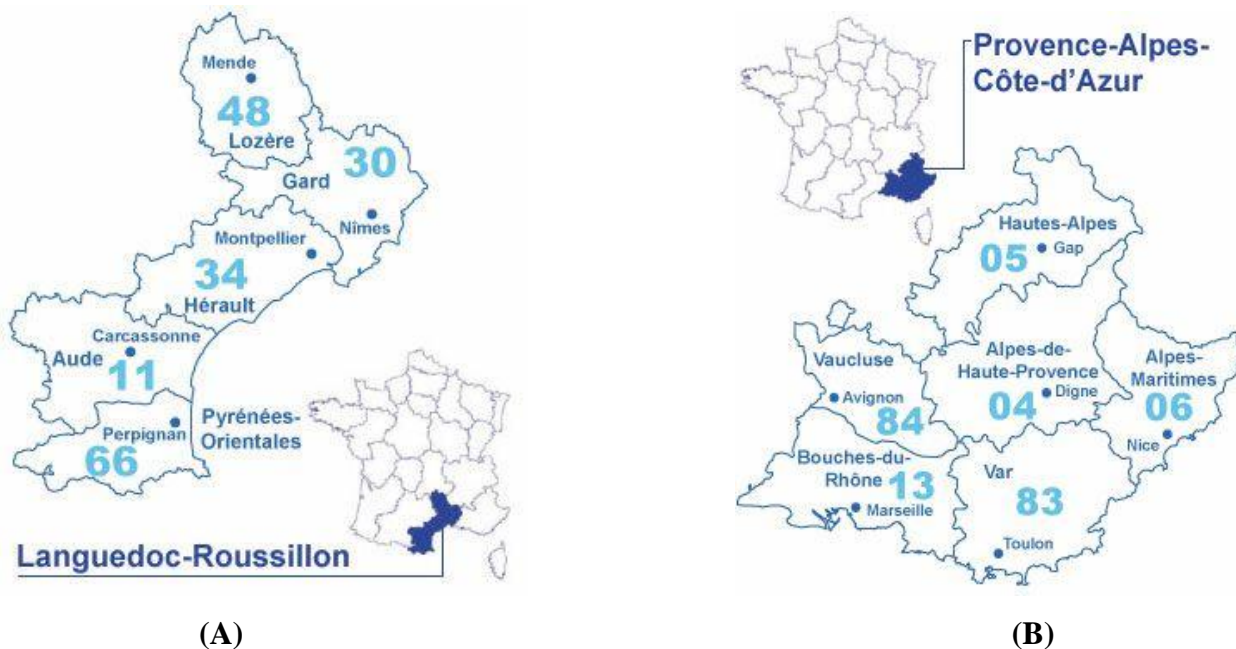 Mende
48
Lozère
30
Gard
Nîmes
Montpellier
34
Hérault
Carcassonne
Aude
11
Pyrénées-
Orientales
Perpignan
66
Languedoc-Roussillon
(A)
Provence-Alpes-
Côte-d'Azur
Hautes-Alpes
05
Gap
Vaucluse
Avignon
84
Alpes-de-
Haute-Provence
Digne
04
Alpes-
Maritimes
06
Nice
Bouches-du-
Rhône
13
Marseille
Var
83
Toulon
(B)